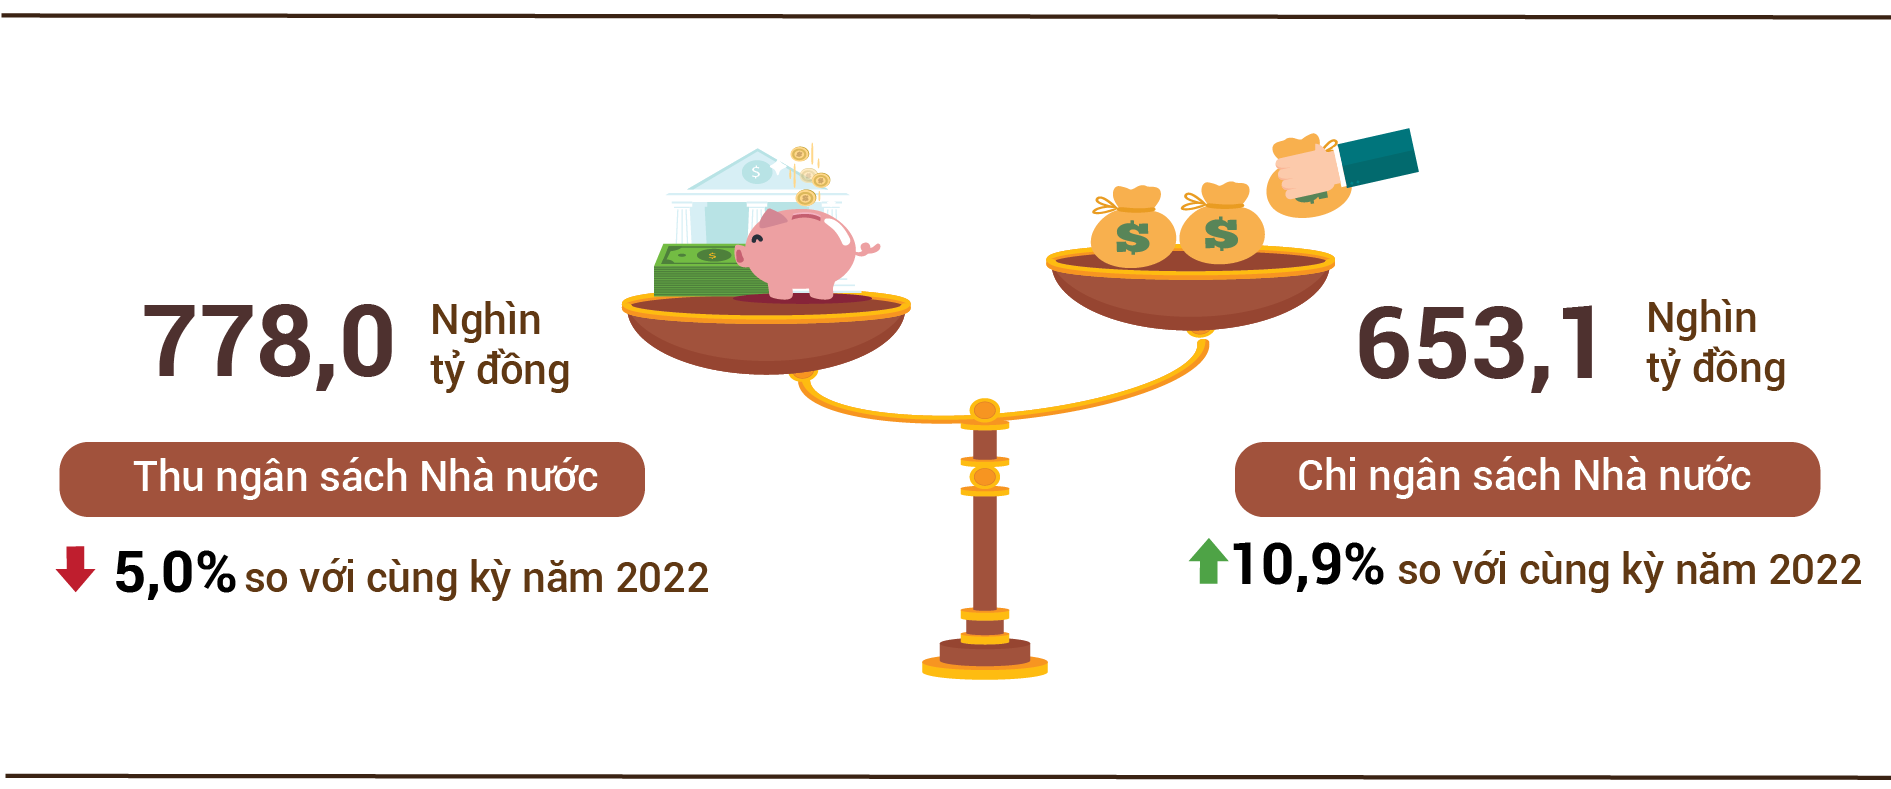 778,0
Nghìn
tỷ đồng
Thu ngân sách Nhà nước
5,0% so với cùng kỳ năm 2022
$
$
$
$
$
653,1
Nghìn
tỷ đồng
Chi ngân sách Nhà nước
10,9% so với cùng kỳ năm 2022